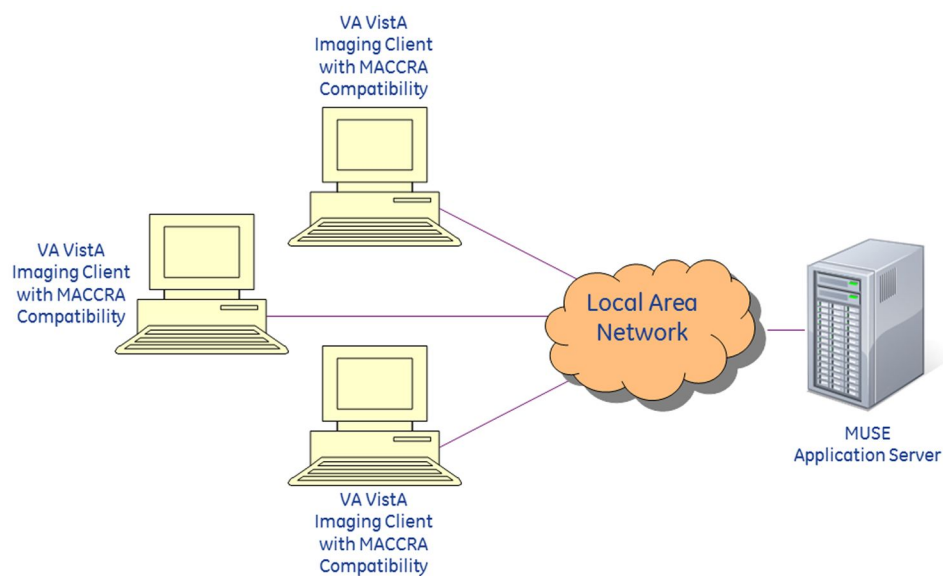 VA VistA
Imaging Client
with MACCRA
Compatibility
VA VistA
Imaging Client
with MACCRA
Compatibility
Local Area
Network
MUSE
Application Server
VA VistA
Imaging Client
with MACCRA
Compatibility